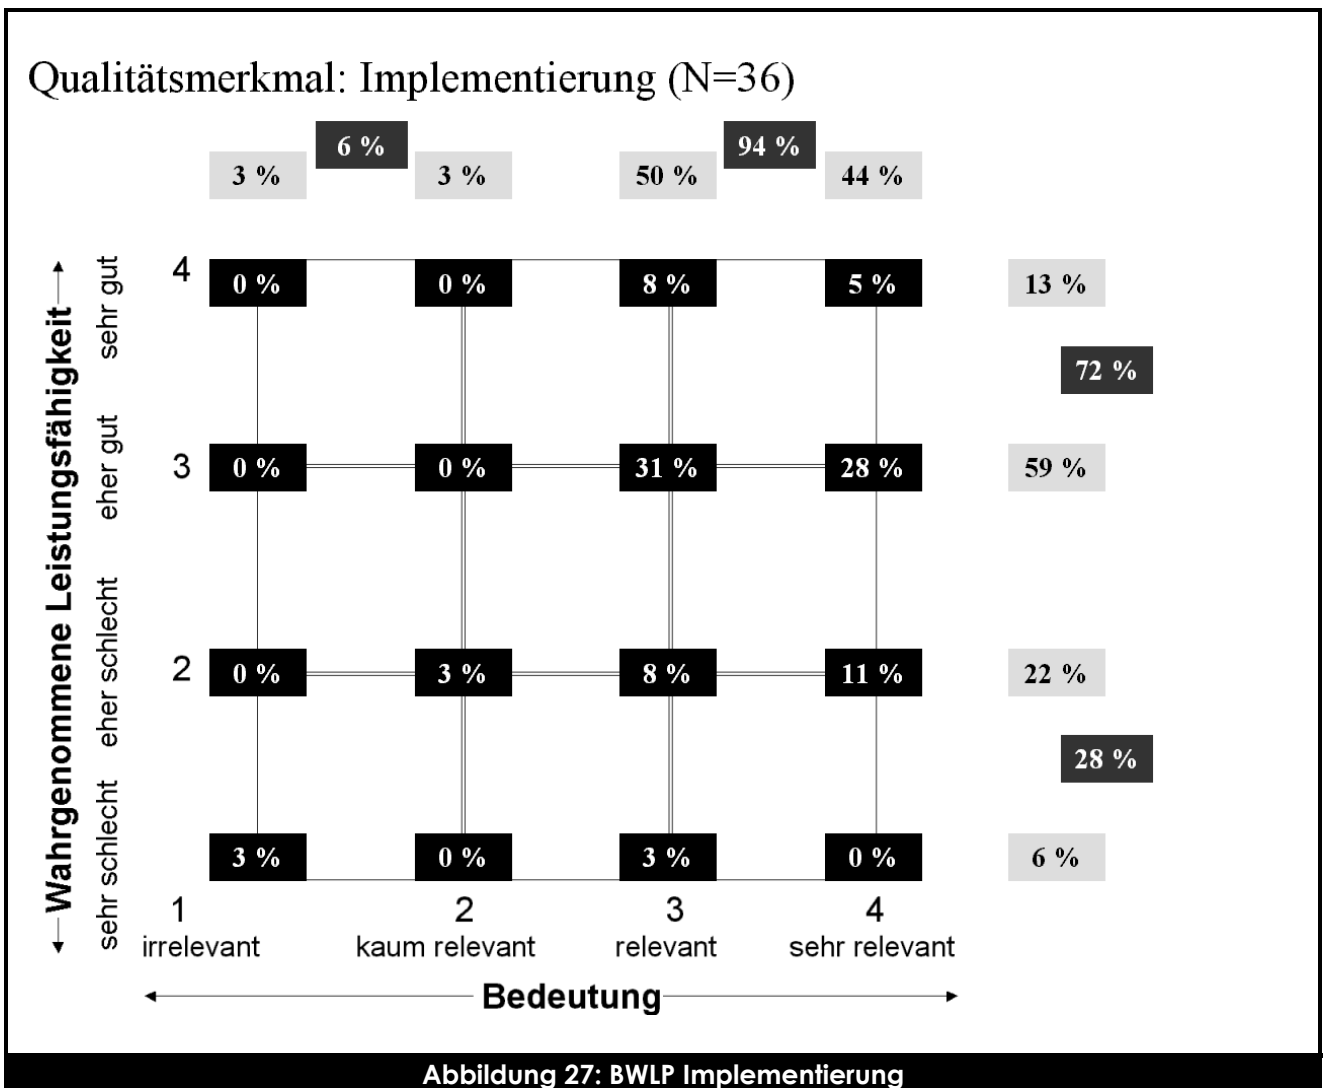 Qualitätsmerkmal: Implementierung (N=36)
6 % 94 %
3 % 3 % 50 % 44 %
Wahrgenommene Leistungsfähigkeit
sehr gut
eher gut
eher schlecht
sehr schlecht
4 0 % 0 % 8 % 5 % 13 %
72 %
3 0 % 0 % 31 % 28 % 59 %
2 0 % 3 % 8 % 11 % 22 %
28 %
3 % 0 % 3 % 0 % 6 %
1 2 3 4
irrelevant kaum relevant relevant sehr relevant
Bedeutung
Abbildung 27: BWLP Implementierung